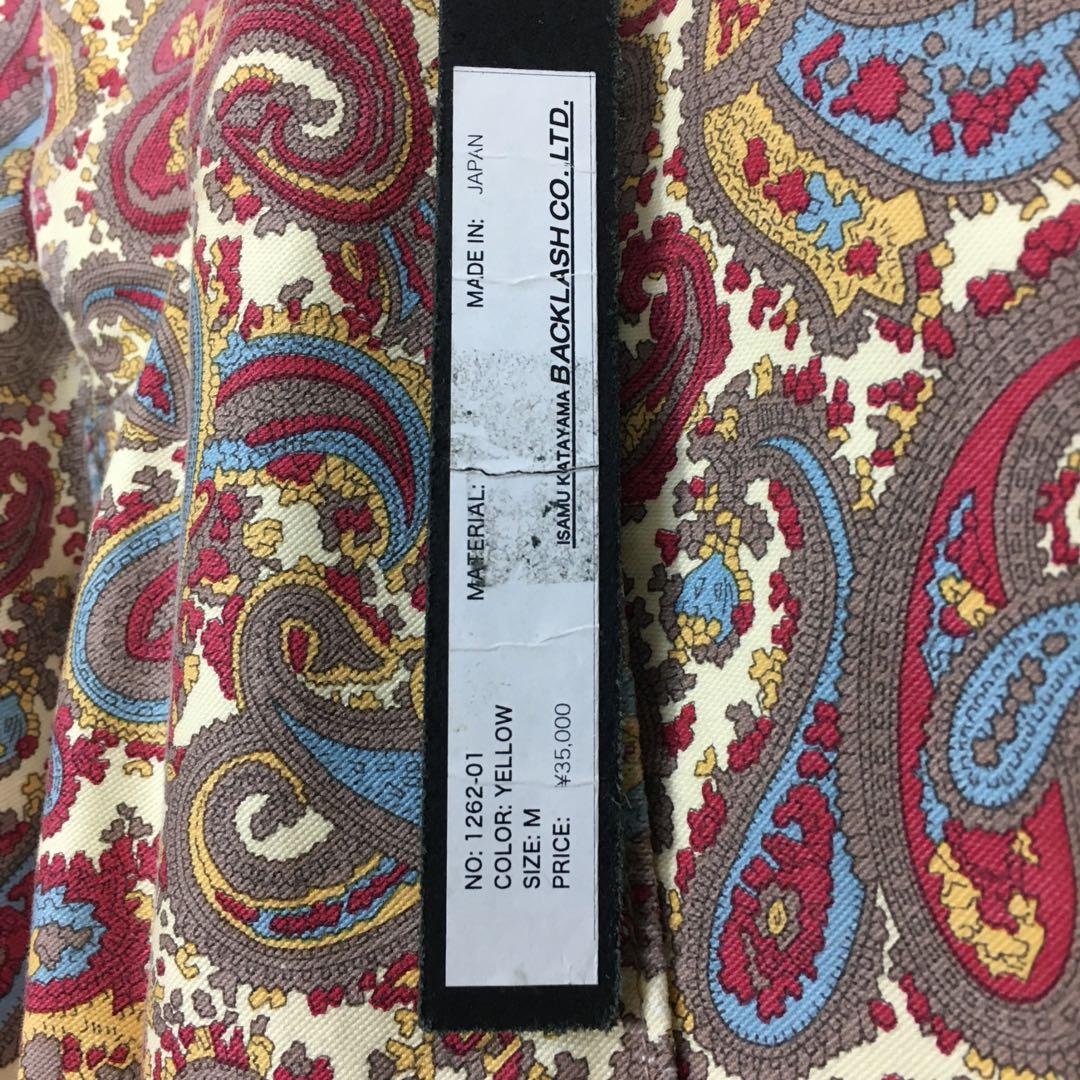 NO: 1262-01
COLOR: YELLOW
SIZE: M
PRICE: ¥35,000
MATERIAL:
MADE IN: JAPAN
ISAMU KATAYAMA BACKLASH CO.,LTD.